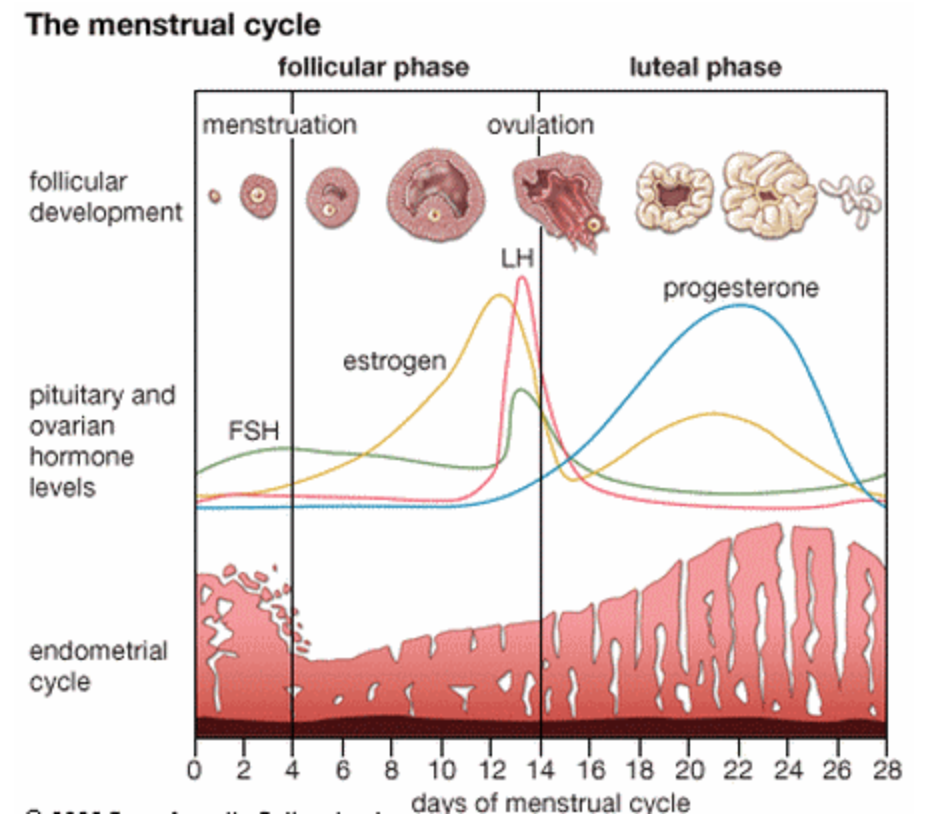 The menstrual cycle
follicular phase
luteal phase
menstruation
ovulation
follicular
development
LH
progesterone
estrogen
FSH
pituitary and
ovarian
hormone
levels
endometrial
cycle
0 2 4 6 8 10 12 14 16 18 20 22 24 26 28
days of menstrual cycle